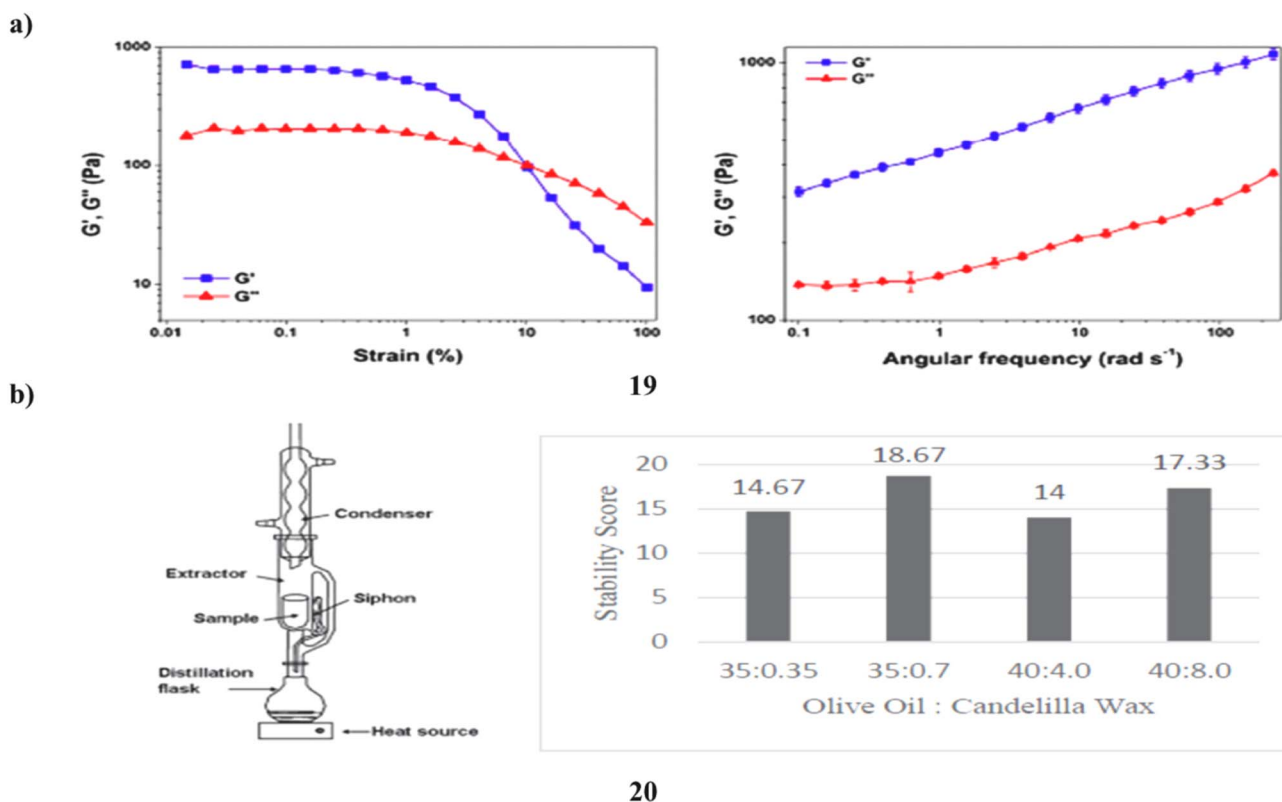 a)
1000
100
10
G', G'' (Pa)
G'
G''
0.01 0.1 1 10 100
Strain (%)
G'
G''
1000
100
G', G'' (Pa)
0.1 1 10 100
Angular frequency (rad s⁻¹)
19
b)
Condenser
Extractor
Siphon
Sample
Distillation
flask
Heat source
Stability Score
20
15
10
5
0
14.67
18.67
14
17.33
35:0.35 35:0.7 40:4.0 40:8.0
Olive Oil : Candelilla Wax
20